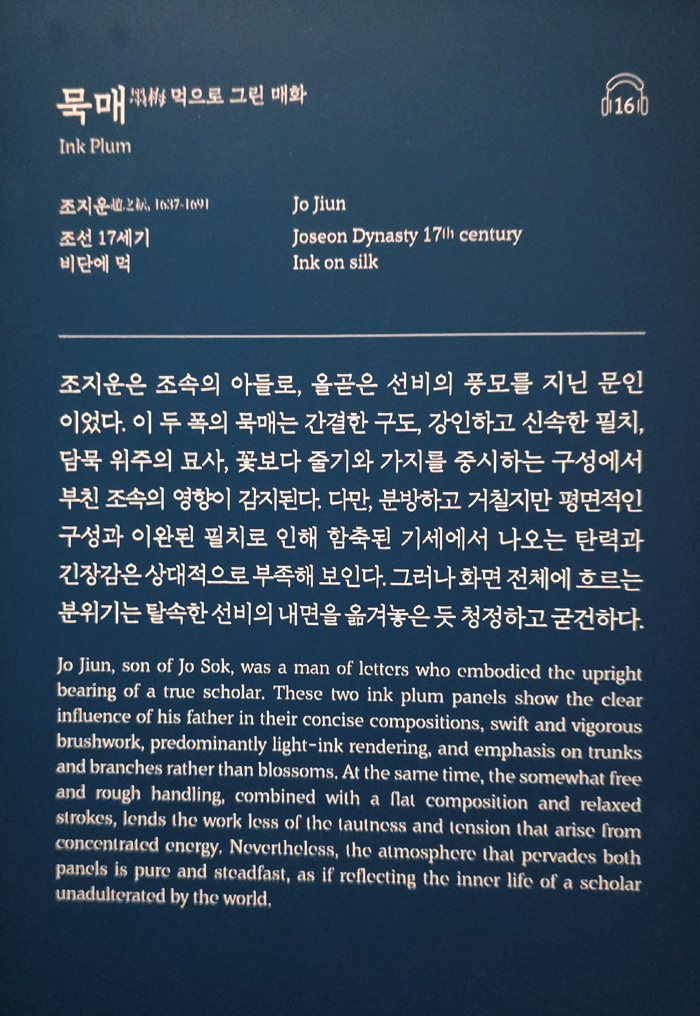 묵매 墨梅 먹으로 그린 매화
16
Ink Plum
조지운趙之耘, 1637-1691
Jo Jiun
조선 17세기
Joseon Dynasty 17th century
비단에 먹
Ink on silk
조지운은 조속의 아들로, 올곧은 선비의 풍모를 지닌 문인
이었다. 이 두 폭의 묵매는 간결한 구도, 강인하고 신속한 필치,
담묵 위주의 묘사, 꽃보다 줄기와 가지를 중시하는 구성에서
부친 조속의 영향이 감지된다. 다만, 분방하고 거칠지만 평면적인
구성과 이완된 필치로 인해 함축된 기세에서 나오는 탄력과
긴장감은 상대적으로 부족해 보인다. 그러나 화면 전체에 흐르는
분위기는 탈속한 선비의 내면을 옮겨놓은 듯 청정하고 굳건하다.
Jo Jiun, son of Jo Sok, was a man of letters who embodied the upright
bearing of a true scholar. These two ink plum panels show the clear
influence of his father in their concise compositions, swift and vigorous
brushwork, predominantly light-ink rendering, and emphasis on trunks
and branches rather than blossoms. At the same time, the somewhat free
and rough handling, combined with a flat composition and relaxed
strokes, lends the work less of the tautness and tension that arise from
concentrated energy. Nevertheless, the atmosphere that pervades both
panels is pure and steadfast, as if reflecting the inner life of a scholar
unadulterated by the world.